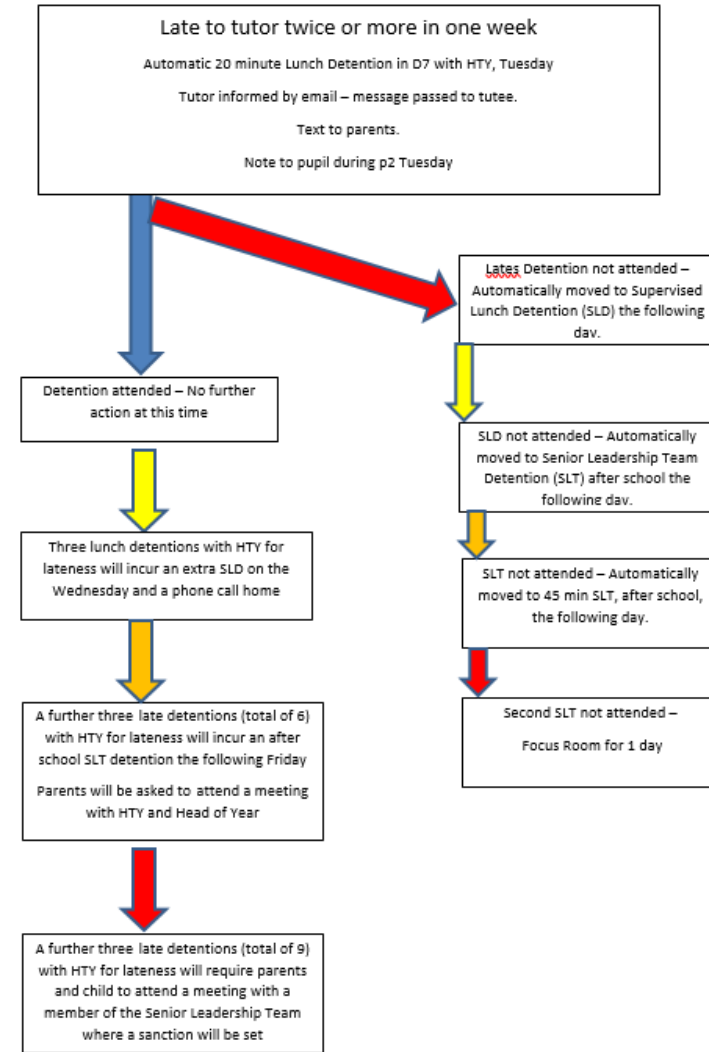 Late to tutor twice or more in one week
Automatic 20 minute Lunch Detention in D7 with HTY, Tuesday
Tutor informed by email – message passed to tutee.
Text to parents.
Note to pupil during p2 Tuesday
Lates Detention not attended –
Automatically moved to Supervised
Lunch Detention (SLD) the following
day.
Detention attended – No further
action at this time
SLD not attended – Automatically
moved to Senior Leadership Team
Detention (SLT) after school the
following day.
Three lunch detentions with HTY for
lateness will incur an extra SLD on the
Wednesday and a phone call home
SLT not attended – Automatically
moved to 45 min SLT, after school,
the following day.
A further three late detentions (total of 6)
with HTY for lateness will incur an after
school SLT detention the following Friday
Parents will be asked to attend a meeting
with HTY and Head of Year
Second SLT not attended –
Focus Room for 1 day
A further three late detentions (total of 9)
with HTY for lateness will require parents
and child to attend a meeting with a
member of the Senior Leadership Team
where a sanction will be set